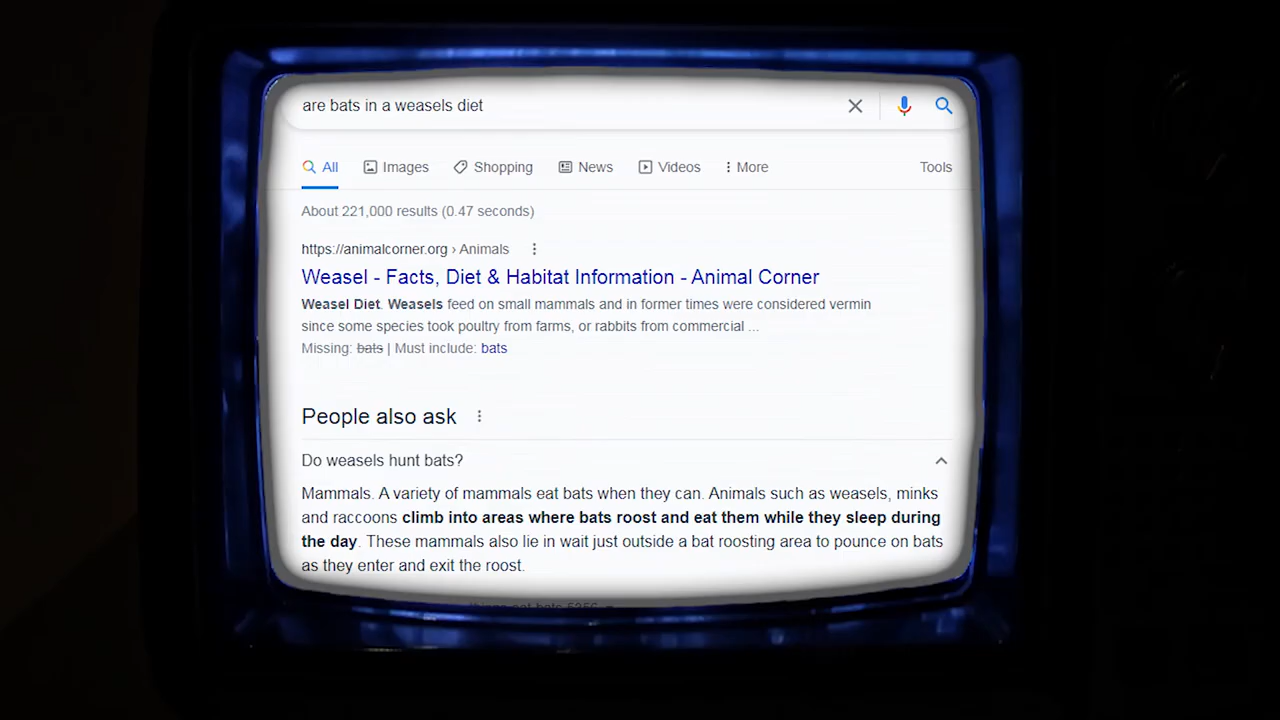 are bats in a weasels diet
All Images Shopping News Videos More Tools
About 221,000 results (0.47 seconds)
https://animalcorner.org › Animals
Weasel - Facts, Diet & Habitat Information - Animal Corner
Weasel Diet. Weasels feed on small mammals and in former times were considered vermin
since some species took poultry from farms, or rabbits from commercial ...
Missing: bats | Must include: bats
People also ask
Do weasels hunt bats?
Mammals. A variety of mammals eat bats when they can. Animals such as weasels, minks
and raccoons climb into areas where bats roost and eat them while they sleep during
the day. These mammals also lie in wait just outside a bat roosting area to pounce on bats
as they enter and exit the roost.